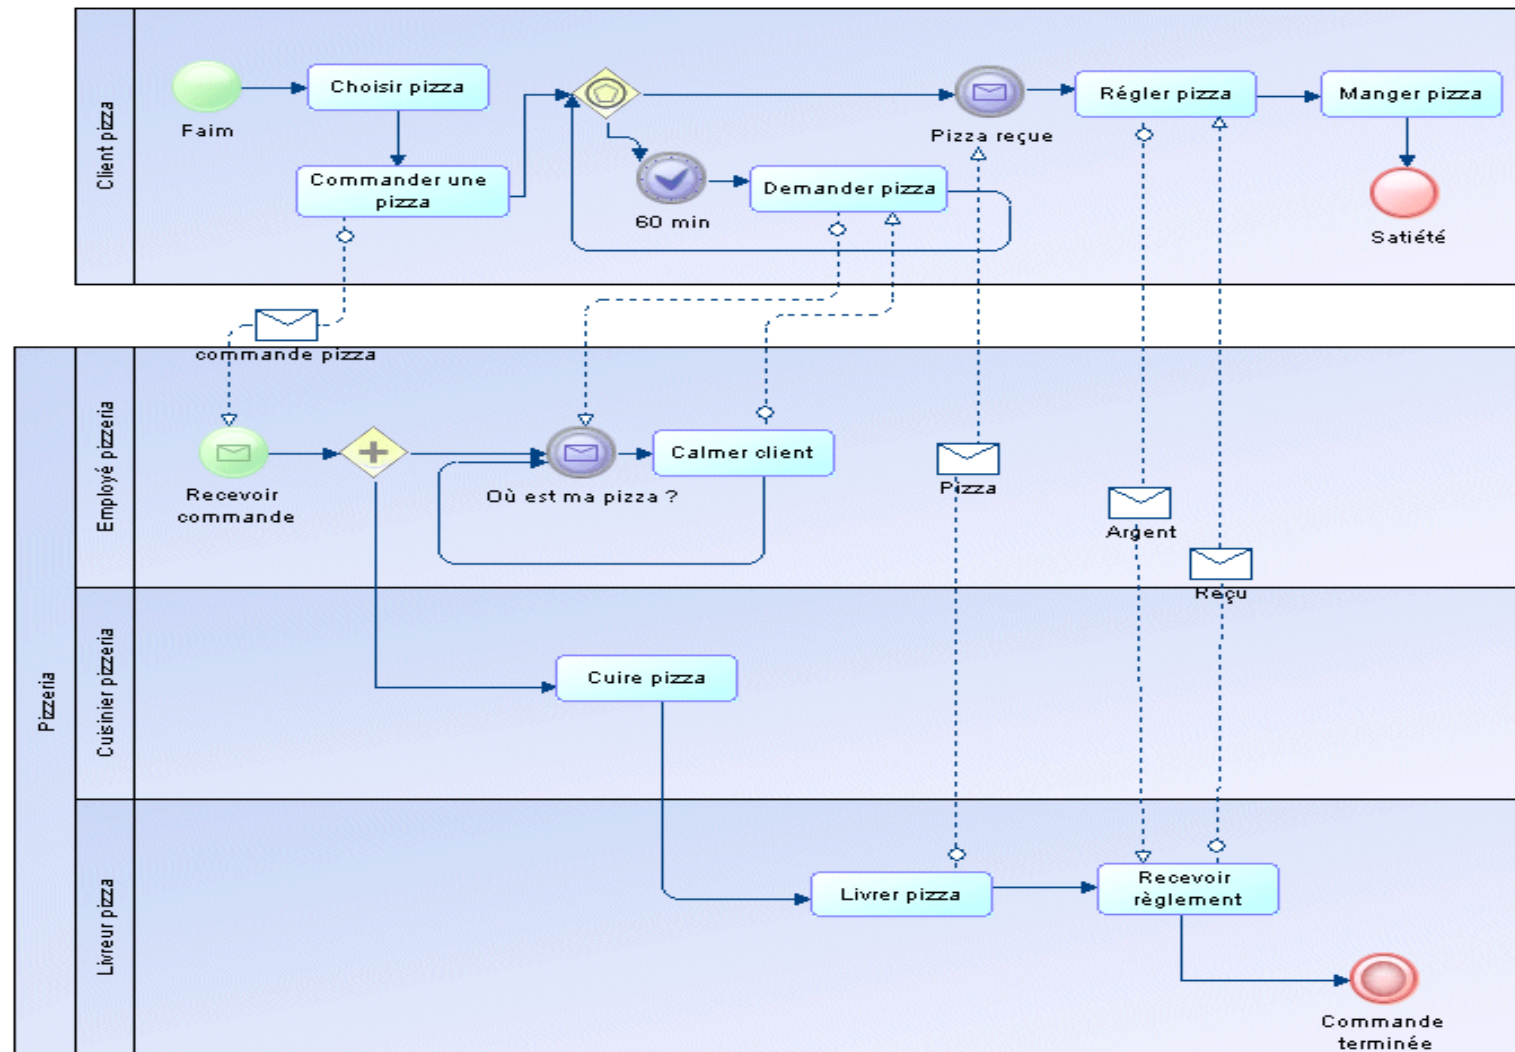 Client pizza
Faim
Choisir pizza
Commander une
pizza
60 min
Demander pizza
Pizza reçue
Régler pizza
Manger pizza
Satiété
commande pizza
Pizzeria
Employé pizzeria
Recevoir
commande
Où est ma pizza ?
Calmer client
Pizza
Argent
Reçu
Cuisinier pizzeria
Cuire pizza
Livreur pizza
Livrer pizza
Recevoir
règlement
Commande
terminée